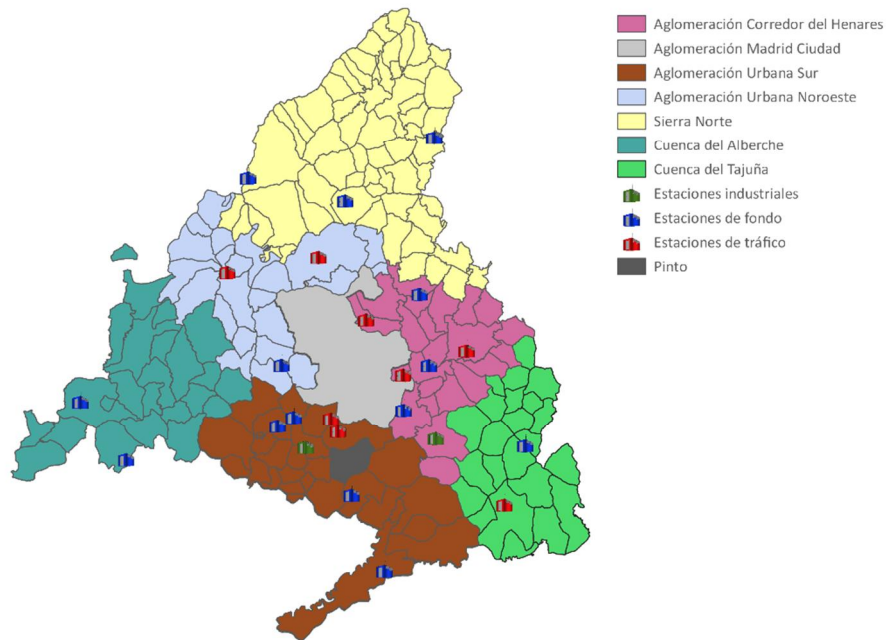 Aglomeración Corredor del Henares
Aglomeración Madrid Ciudad
Aglomeración Urbana Sur
Aglomeración Urbana Noroeste
Sierra Norte
Cuenca del Alberche
Cuenca del Tajuña
Estaciones industriales
Estaciones de fondo
Estaciones de tráfico
Pinto